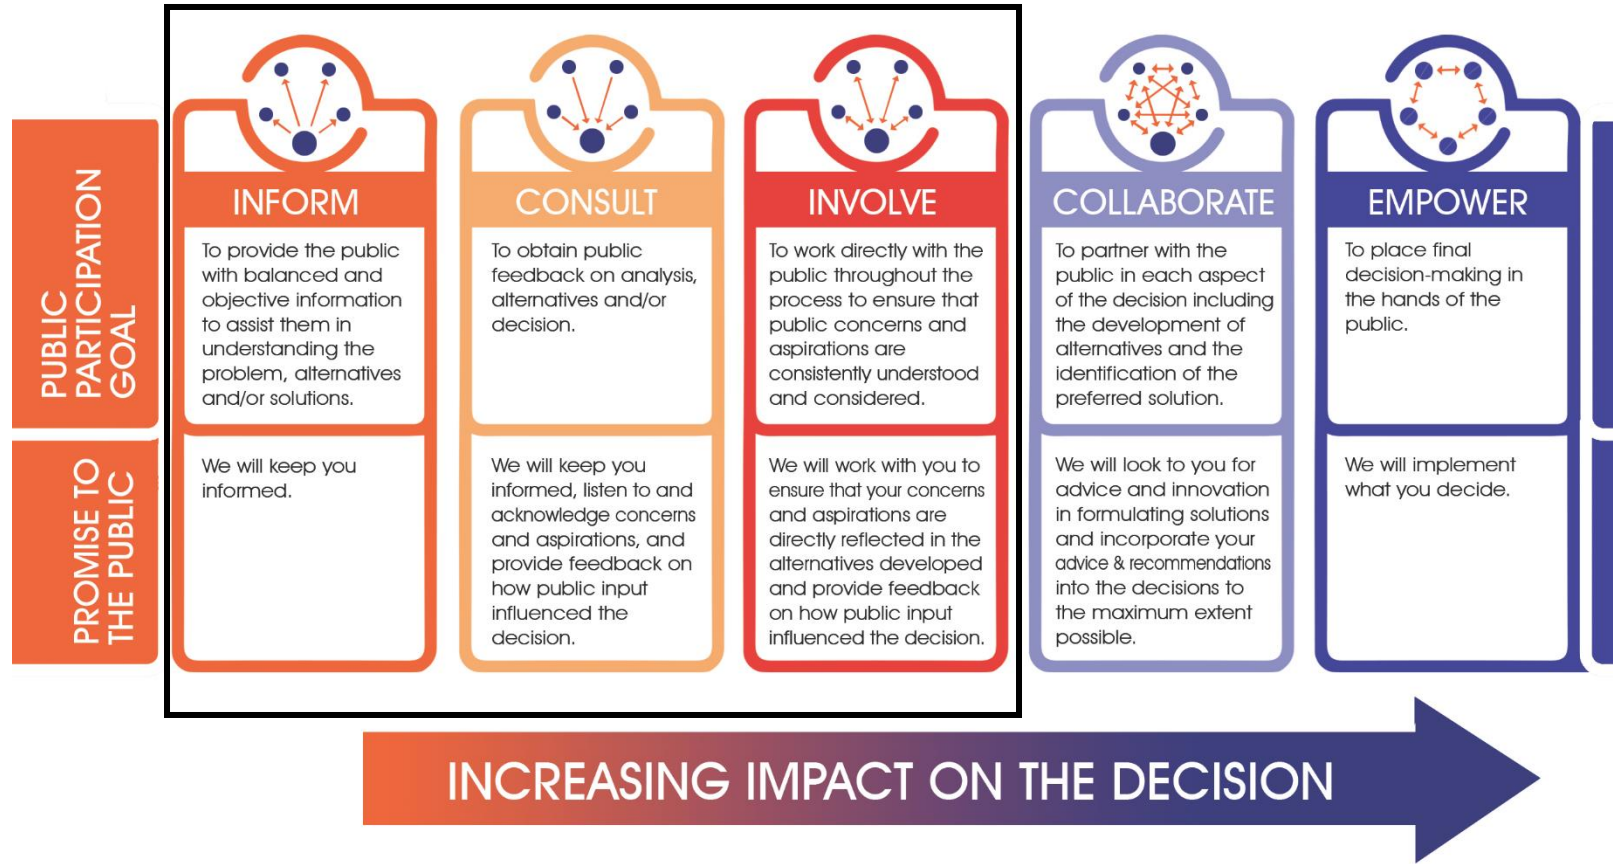 PUBLIC
PARTICIPATION
GOAL
INFORM
To provide the public
with balanced and
objective information
to assist them in
understanding the
problem, alternatives
and/or solutions.
CONSULT
To obtain public
feedback on analysis,
alternatives and/or
decision.
INVOLVE
To work directly with the
public throughout the
process to ensure that
public concerns and
aspirations are
consistently understood
and considered.
COLLABORATE
To partner with the
public in each aspect
of the decision including
the development of
alternatives and the
identification of the
preferred solution.
EMPOWER
To place final
decision-making in
the hands of the
public.
PROMISE TO
THE PUBLIC
We will keep you
informed.
We will keep you
informed, listen to and
acknowledge concerns
and aspirations, and
provide feedback on
how public input
influenced the
decision.
We will work with you to
ensure that your concerns
and aspirations are
directly reflected in the
alternatives developed
and provide feedback
on how public input
influenced the decision.
We will look to you for
advice and innovation
in formulating solutions
and incorporate your
advice & recommendations
into the decisions to
the maximum extent
possible.
We will implement
what you decide.
INCREASING IMPACT ON THE DECISION